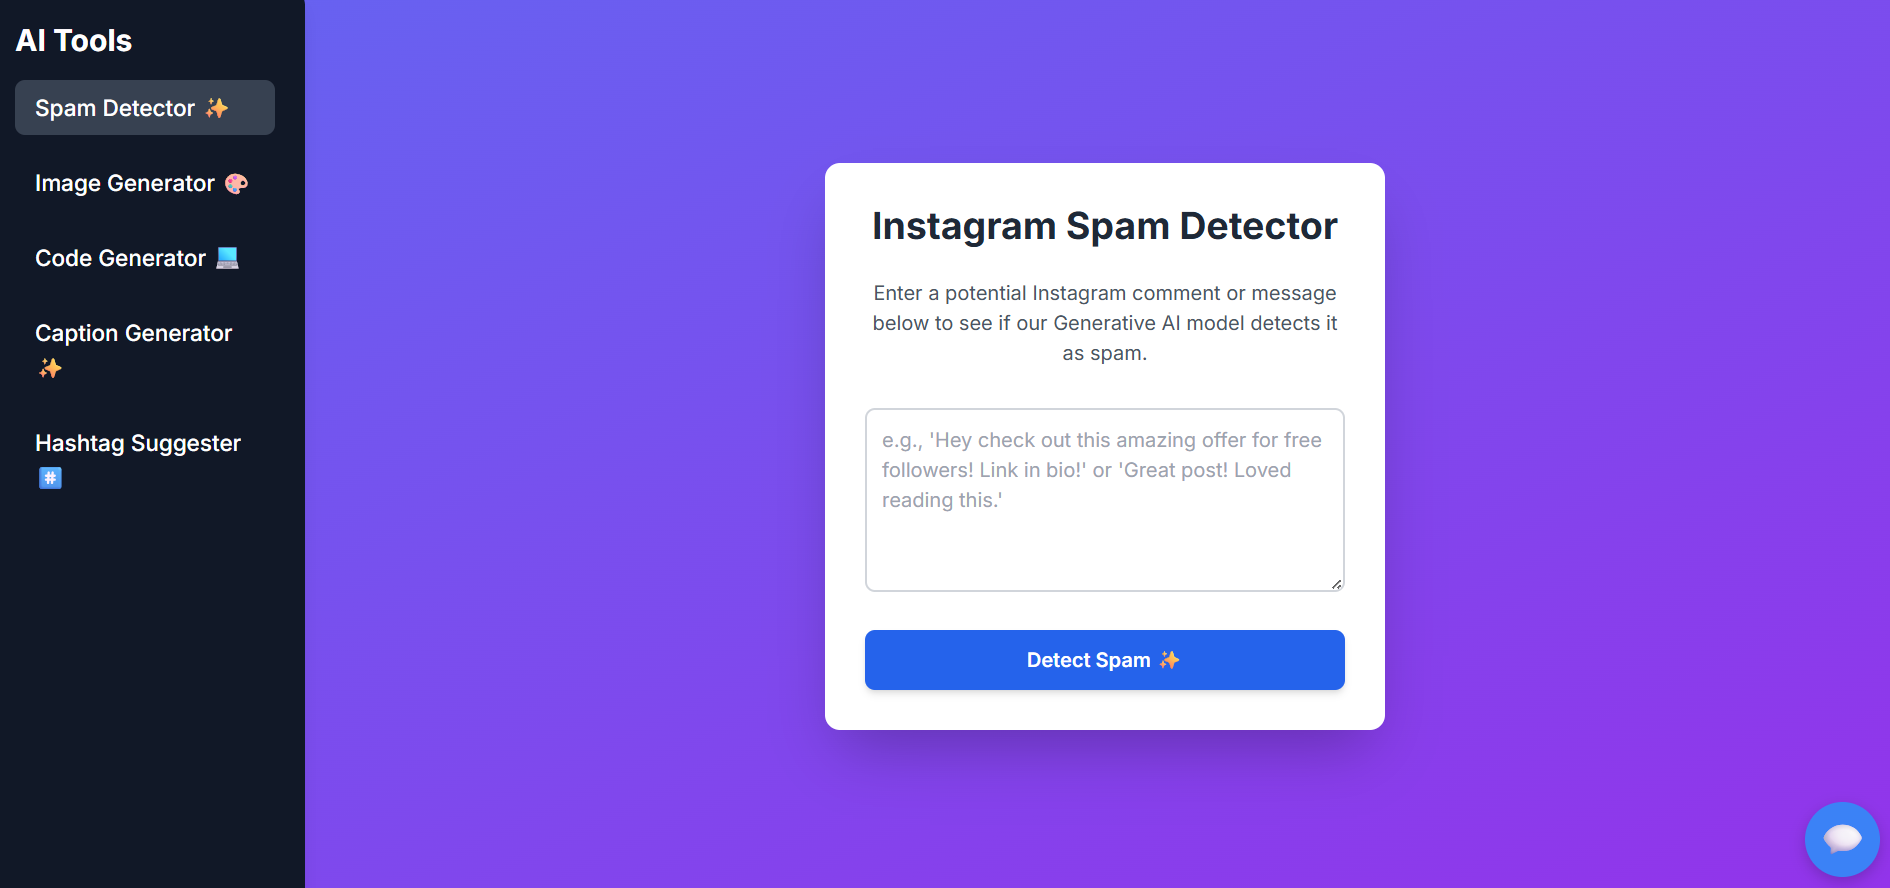 AI Tools
Spam Detector ✨
Image Generator 🎨
Code Generator 💻
Caption Generator
✨
Hashtag Suggester
#️⃣
Instagram Spam Detector
Enter a potential Instagram comment or message
below to see if our Generative AI model detects it
as spam.
e.g., 'Hey check out this amazing offer for free
followers! Link in bio!' or 'Great post! Loved
reading this.'
Detect Spam ✨